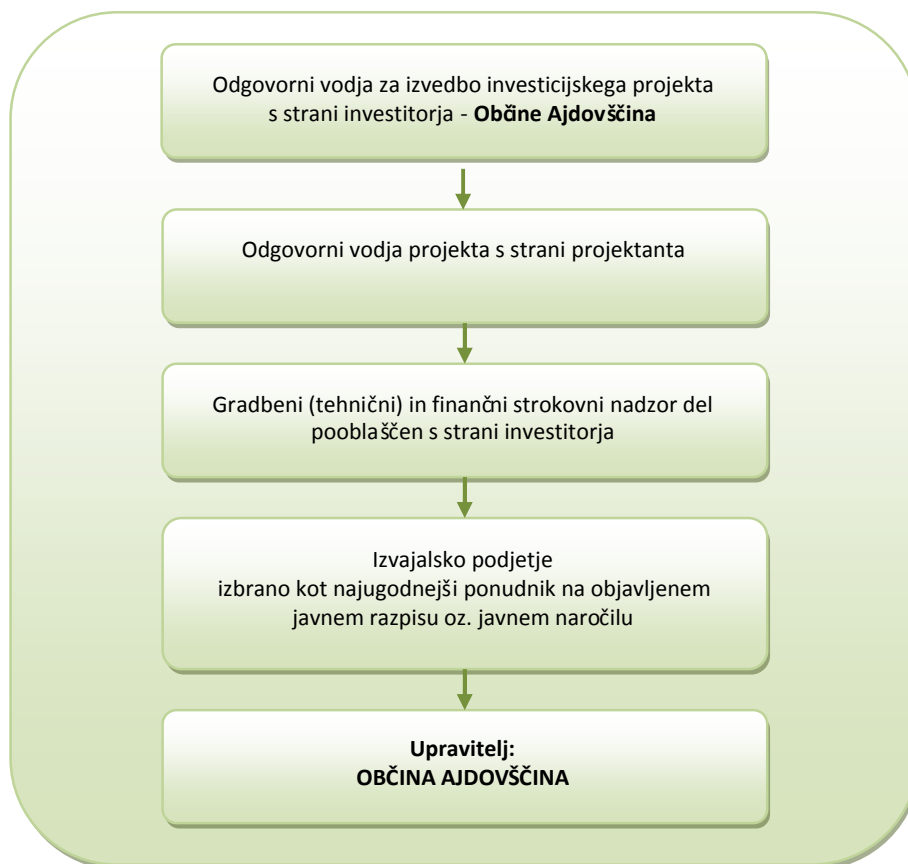 Odgovorni vodja za izvedbo investicijskega projekta
s strani investitorja - Občine Ajdovščina
Odgovorni vodja projekta s strani projektanta
Gradbeni (tehnični) in finančni strokovni nadzor del
pooblaščen s strani investitorja
Izvajalsko podjetje
izbrano kot najugodnejši ponudnik na objavljenem
javnem razpisu oz. javnem naročilu
Upravitelj:
OBČINA AJDOVŠČINA